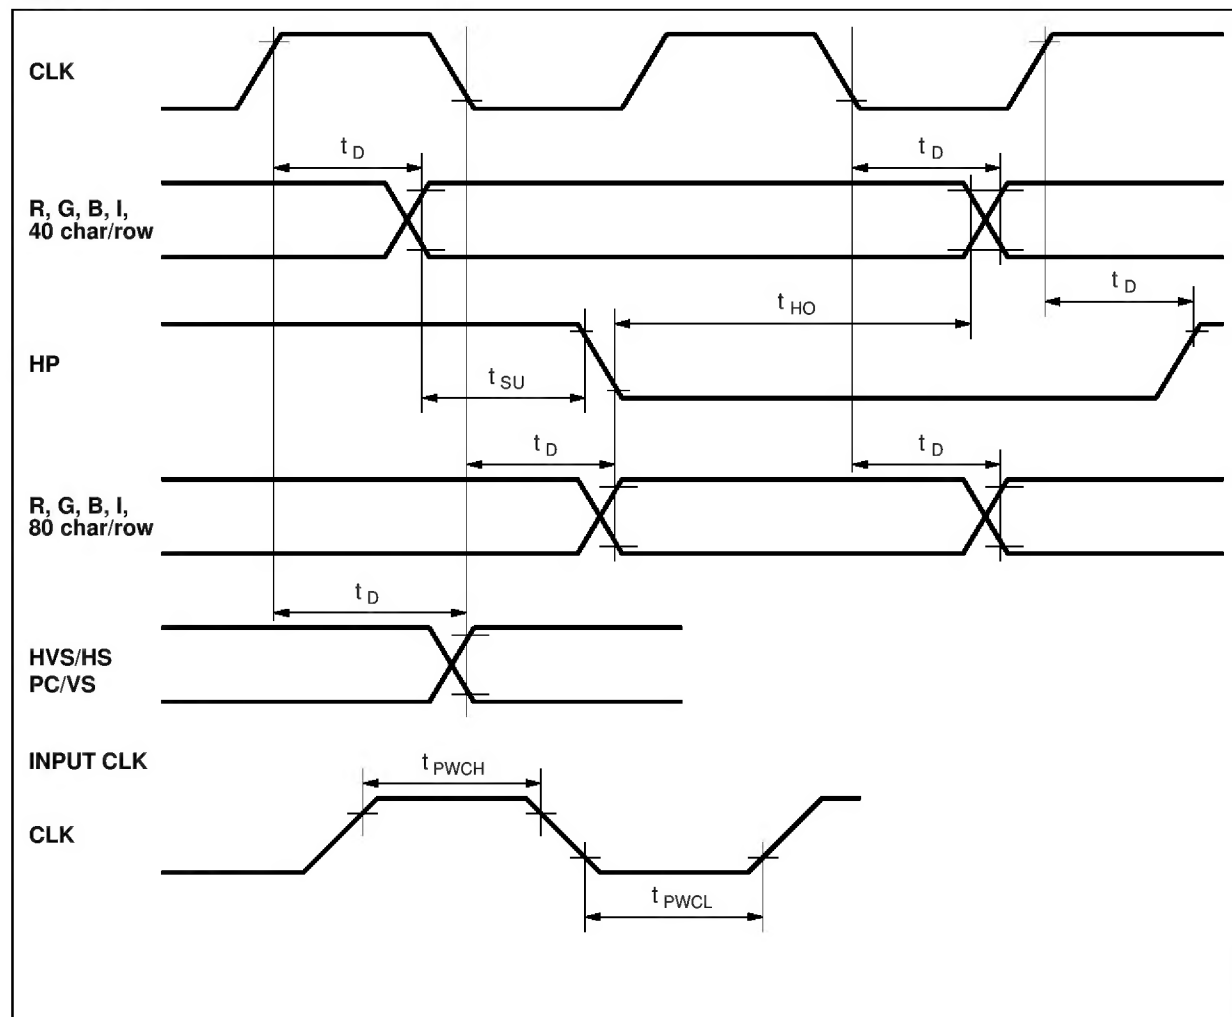 CLK
t D
t D
R, G, B, I,
40 char/row
t D
t HO
HP
t SU
t D
t D
R, G, B, I,
80 char/row
t D
HVS/HS
PC/VS
INPUT CLK
t PWCH
CLK
t PWCL